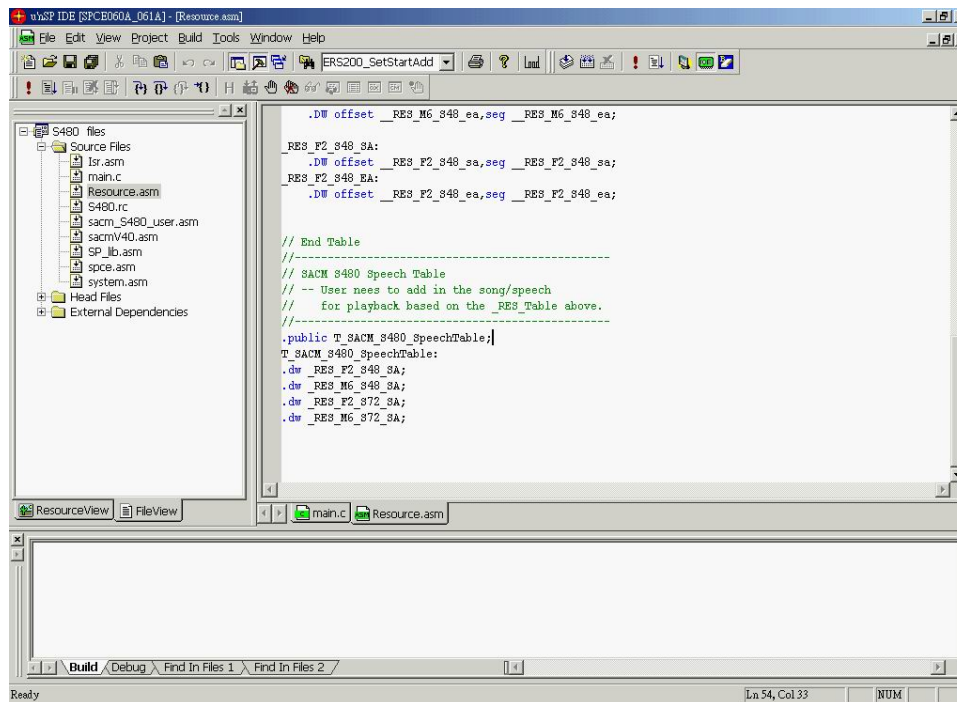 u'nSP IDE [SPCE060A_061A] - [Resource.asm]
File Edit View Project Build Tools Window Help
ERS200_SetStartAdd
S480 files
Source Files
Isr.asm
main.c
Resource.asm
S480.rc
sacm_S480_user.asm
sacmV40.asm
SP_lib.asm
spce.asm
system.asm
Head Files
External Dependencies
ResourceView FileView
.DW offset __RES_M6_S48_ea,seg __RES_M6_S48_ea;
_RES_F2_S48_SA:
.DW offset __RES_F2_S48_sa,seg __RES_F2_S48_sa;
_RES_F2_S48_EA:
.DW offset __RES_F2_S48_ea,seg __RES_F2_S48_ea;
// End Table
//-----------------------------------------------
// SACM S480 Speech Table
// -- User nees to add in the song/speech
// for playback based on the _RES_Table above.
//-----------------------------------------------
.public T_SACM_S480_SpeechTable;
T_SACM_S480_SpeechTable:
.dw _RES_F2_S48_SA;
.dw _RES_M6_S48_SA;
.dw _RES_F2_S72_SA;
.dw _RES_M6_S72_SA;
main.c Resource.asm
Build Debug Find In Files 1 Find In Files 2
Ready Ln 54, Col 33 NUM